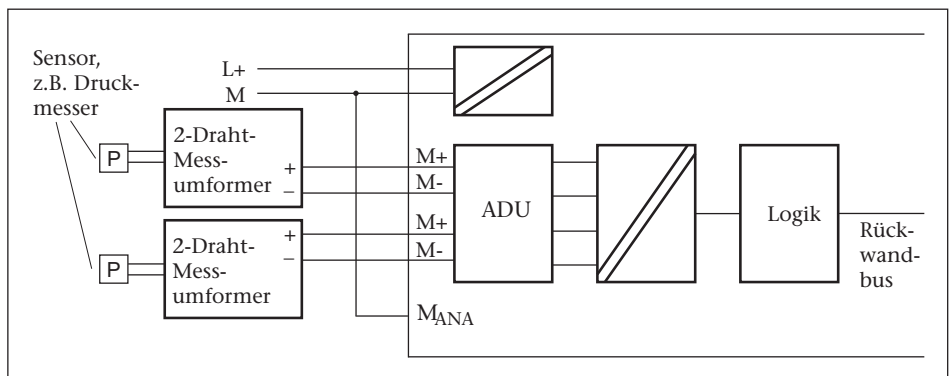 Sensor,
z.B. Druck-
messer
L+
M
P
2-Draht-
Mess-
umformer
+
–
M+
M-
P
2-Draht-
Mess-
umformer
+
–
M+
M-
MANA
ADU
Logik
Rück-
wand-
bus